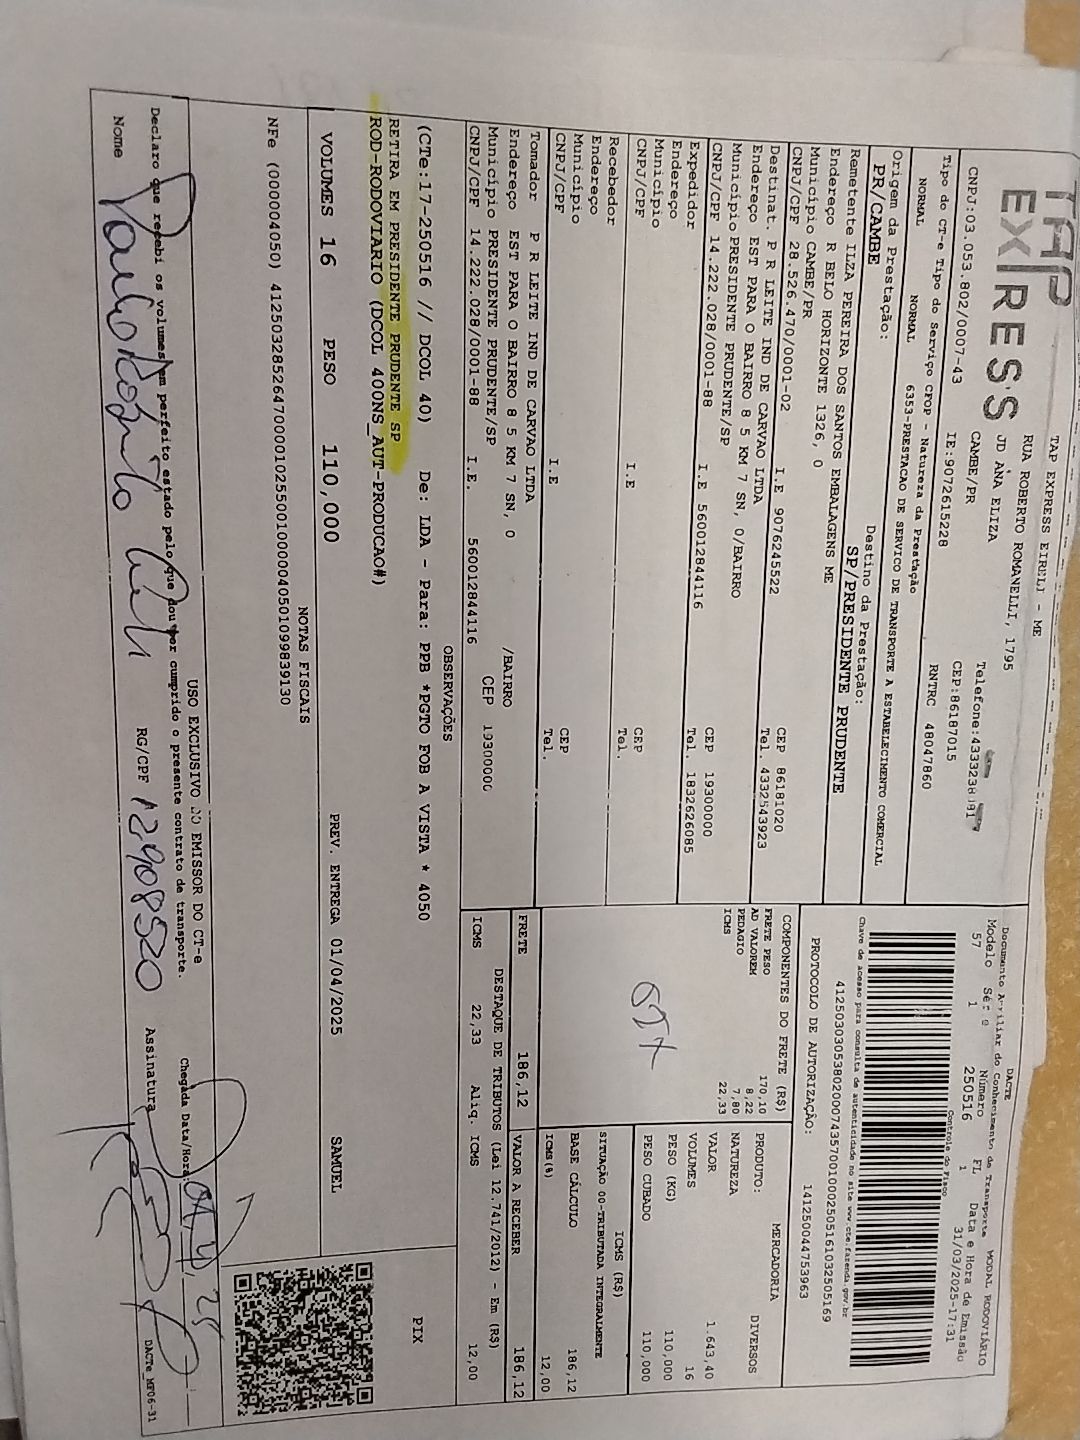 TAP
EXPRESS
TAP EXPRESS EIRELI - ME
RUA ROBERTO ROMANELLI, 1795
JD ANA ELIZA
CAMBE/PR
CEP:86187015
CNPJ:03.053.802/0007-43 IE:9072615228
RNTRC 48047860
DACTE
Documento Auxiliar do Conhecimento de Transporte MODAL RODOVIÁRIO
Modelo Série Número FL Data e Hora de Emissão
57 1 250516 1 31/03/2025-17:31
Controle do Fisco
Chave de acesso para consulta de autenticidade no site www.cte.fazenda.gov.br
PROTOCOLO DE AUTORIZAÇÃO: 141250044753963
Tipo do CT-e Tipo do Serviço CFOP - Natureza da Prestação
NORMAL NORMAL 6353-PRESTACAO DE SERVICO DE TRANSPORTE A ESTABELECIMENTO COMERCIAL
Origem da Prestação: Destino da Prestação:
PR/CAMBE SP/PRESIDENTE PRUDENTE
Remetente ILZA PEREIRA DOS SANTOS EMBALAGENS ME
Endereço R BELO HORIZONTE 1326, 0
Município CAMBE/PR CEP 86181020
CNPJ/CPF 28.526.470/0001-02 I.E 9076245522 Tel. 4332543923
Destinat. P R LEITE IND DE CARVAO LTDA
Endereço EST PARA O BAIRRO 8 5 KM 7 SN, 0/BAIRRO
Município PRESIDENTE PRUDENTE/SP CEP 19300000
CNPJ/CPF 14.222.028/0001-88 I.E 560012844116 Tel. 1832626085
Expedidor
Endereço
Município CEP
CNPJ/CPF I.E Tel.
Recebedor
Endereço
Município CEP
CNPJ/CPF I.E Tel.
Tomador P R LEITE IND DE CARVAO LTDA
Endereço EST PARA O BAIRRO 8 5 KM 7 SN, 0 /BAIRRO
Município PRESIDENTE PRUDENTE/SP CEP 19300000
CNPJ/CPF 14.222.028/0001-88 I.E. 560012844116
COMPONENTES DO FRETE (R$)
FRETE PESO 170,10
AD VALOREM 8,22
PEDAGIO 7,80
ICMS 22,33
MERCADORIA
PRODUTO: DIVERSOS
NATUREZA
VALOR 1.643,40
VOLUMES 16
PESO (KG) 110,000
PESO CUBADO 110,000
ICMS (R$)
SITUAÇÃO 00-TRIBUTADA INTEGRALMENTE
BASE CÁLCULO 186,12
ICMS(%) 12,00
FRETE 186,12 VALOR A RECEBER 186,12
DESTAQUE DE TRIBUTOS (Lei 12.741/2012) - Em (R$)
ICMS 22,33 Aliq. ICMS 12,00
OBSERVAÇÕES
(CTe:17-250516 // DCOL 40) De: LDA - Para: PPB *PGTO FOB A VISTA * 4050
RETIRA EM PRESIDENTE PRUDENTE SP
ROD-RODOVIARIO (DCOL 400NS_AUT-PRODUCAO#)
PIX
VOLUMES 16 PESO 110,000 PREV. ENTREGA 01/04/2025 SAMUEL
NOTAS FISCAIS
NFe (000004050) 41250328526470000102550010000040501099839130
USO EXCLUSIVO DO EMISSOR DO CT-e
Declaro que recebi os volumes em perfeito estado pelo que dou por cumprido o presente contrato de transporte.
Chegada Data/Hora
Nome Paulo Roberto RG/CPF Assinatura
DACTe_MF06-31